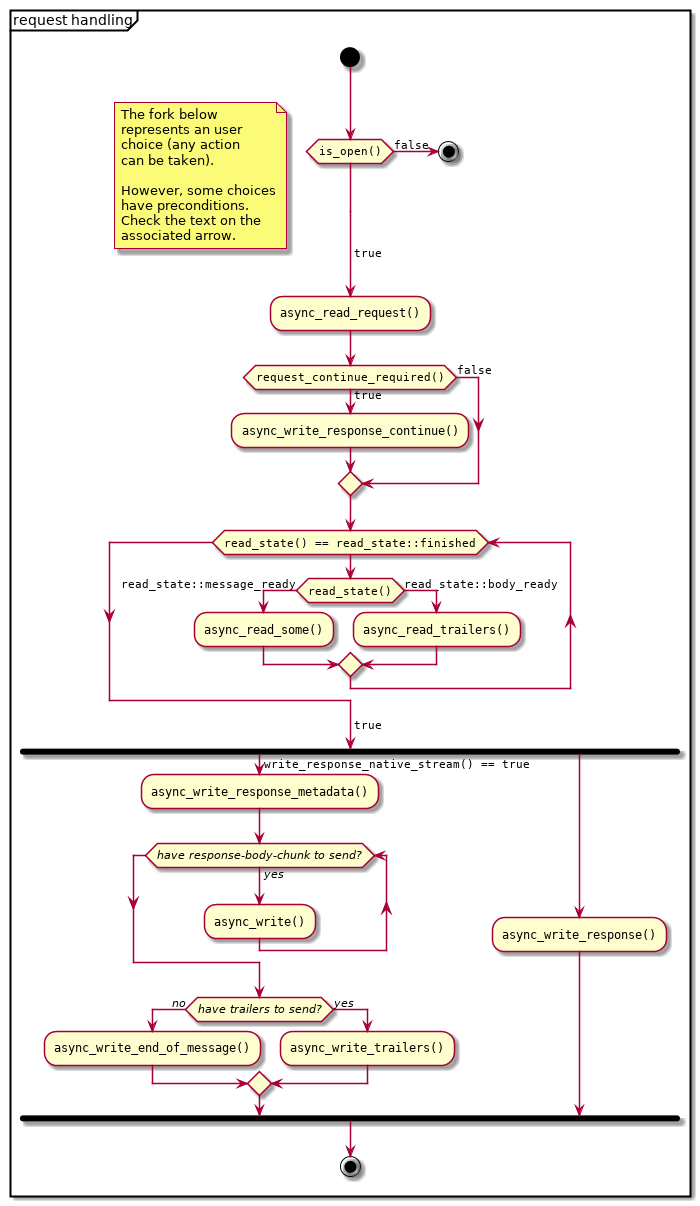 request handling
The fork below
represents an user
choice (any action
can be taken).
However, some choices
have preconditions.
Check the text on the
associated arrow.
is_open()
false
true
async_read_request()
request_continue_required()
false
true
async_write_response_continue()
read_state() == read_state::finished
read_state::message_ready
read_state()
read_state::body_ready
async_read_some()
async_read_trailers()
true
write_response_native_stream() == true
async_write_response_metadata()
have response-body-chunk to send?
yes
async_write()
async_write_response()
no
have trailers to send?
yes
async_write_end_of_message()
async_write_trailers()